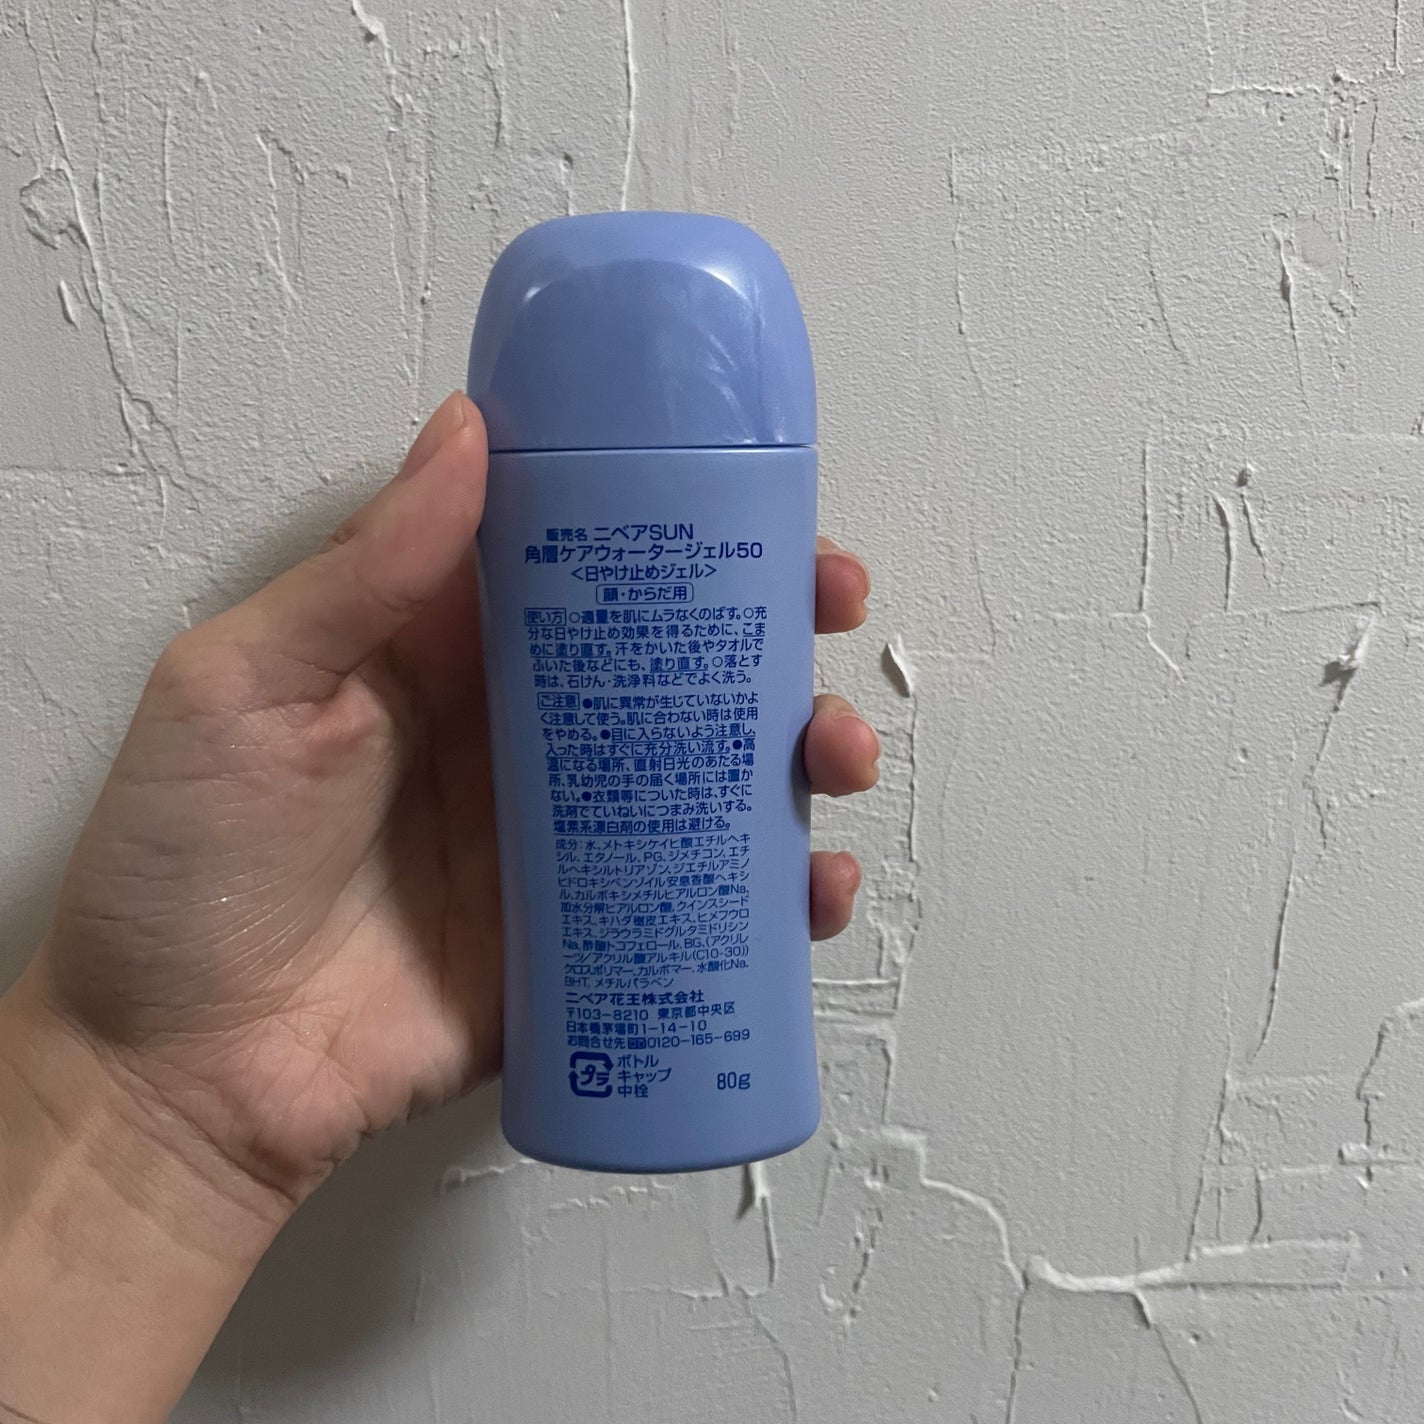 販売名 ニベアSUN
角層ケアウォータージェル50
<日やけ止めジェル>
顔・からだ用
使い方 ○適量を肌にムラなくのばす。○充
分な日やけ止め効果を得るために、こま
めに塗り直す。汗をかいた後やタオルで
ふいた後などにも、塗り直す。○落とす
時は、石けん・洗浄料などでよく洗う。
ご注意 ●肌に異常が生じていないかよ
く注意して使う。肌に合わない時は使用
をやめる。●目に入らないよう注意し、
入った時はすぐに充分洗い流す。●高
温になる場所、直射日光のあたる場
所、乳幼児の手の届く場所には置か
ない。●衣類等についた時は、すぐに
洗剤でていねいにつまみ洗いする。
塩素系漂白剤の使用は避ける。
成分:水、メトキシケイヒ酸エチルヘキ
シル、エタノール、PG、ジメチコン、エチ
ルヘキシルトリアゾン、ジエチルアミノ
ヒドロキシベンゾイル安息香酸ヘキシ
ル、カルボキシメチルヒアルロン酸Na、
加水分解ヒアルロン酸、クインスシード
エキス、キハダ樹皮エキス、ヒメフウロ
エキス、ジラウラミドグルタミドリシン
Na、酢酸トコフェロール、BG、(アクリレ
ーツ/アクリル酸アルキル(C10-30))
クロスポリマー、カルボマー、水酸化Na、
BHT、メチルパラベン
ニベア花王株式会社
〒103-8210 東京都中央区
日本橋茅場町1-14-10
お問合せ先 0120-165-699
プラ ボトル
キャップ
中栓 80g